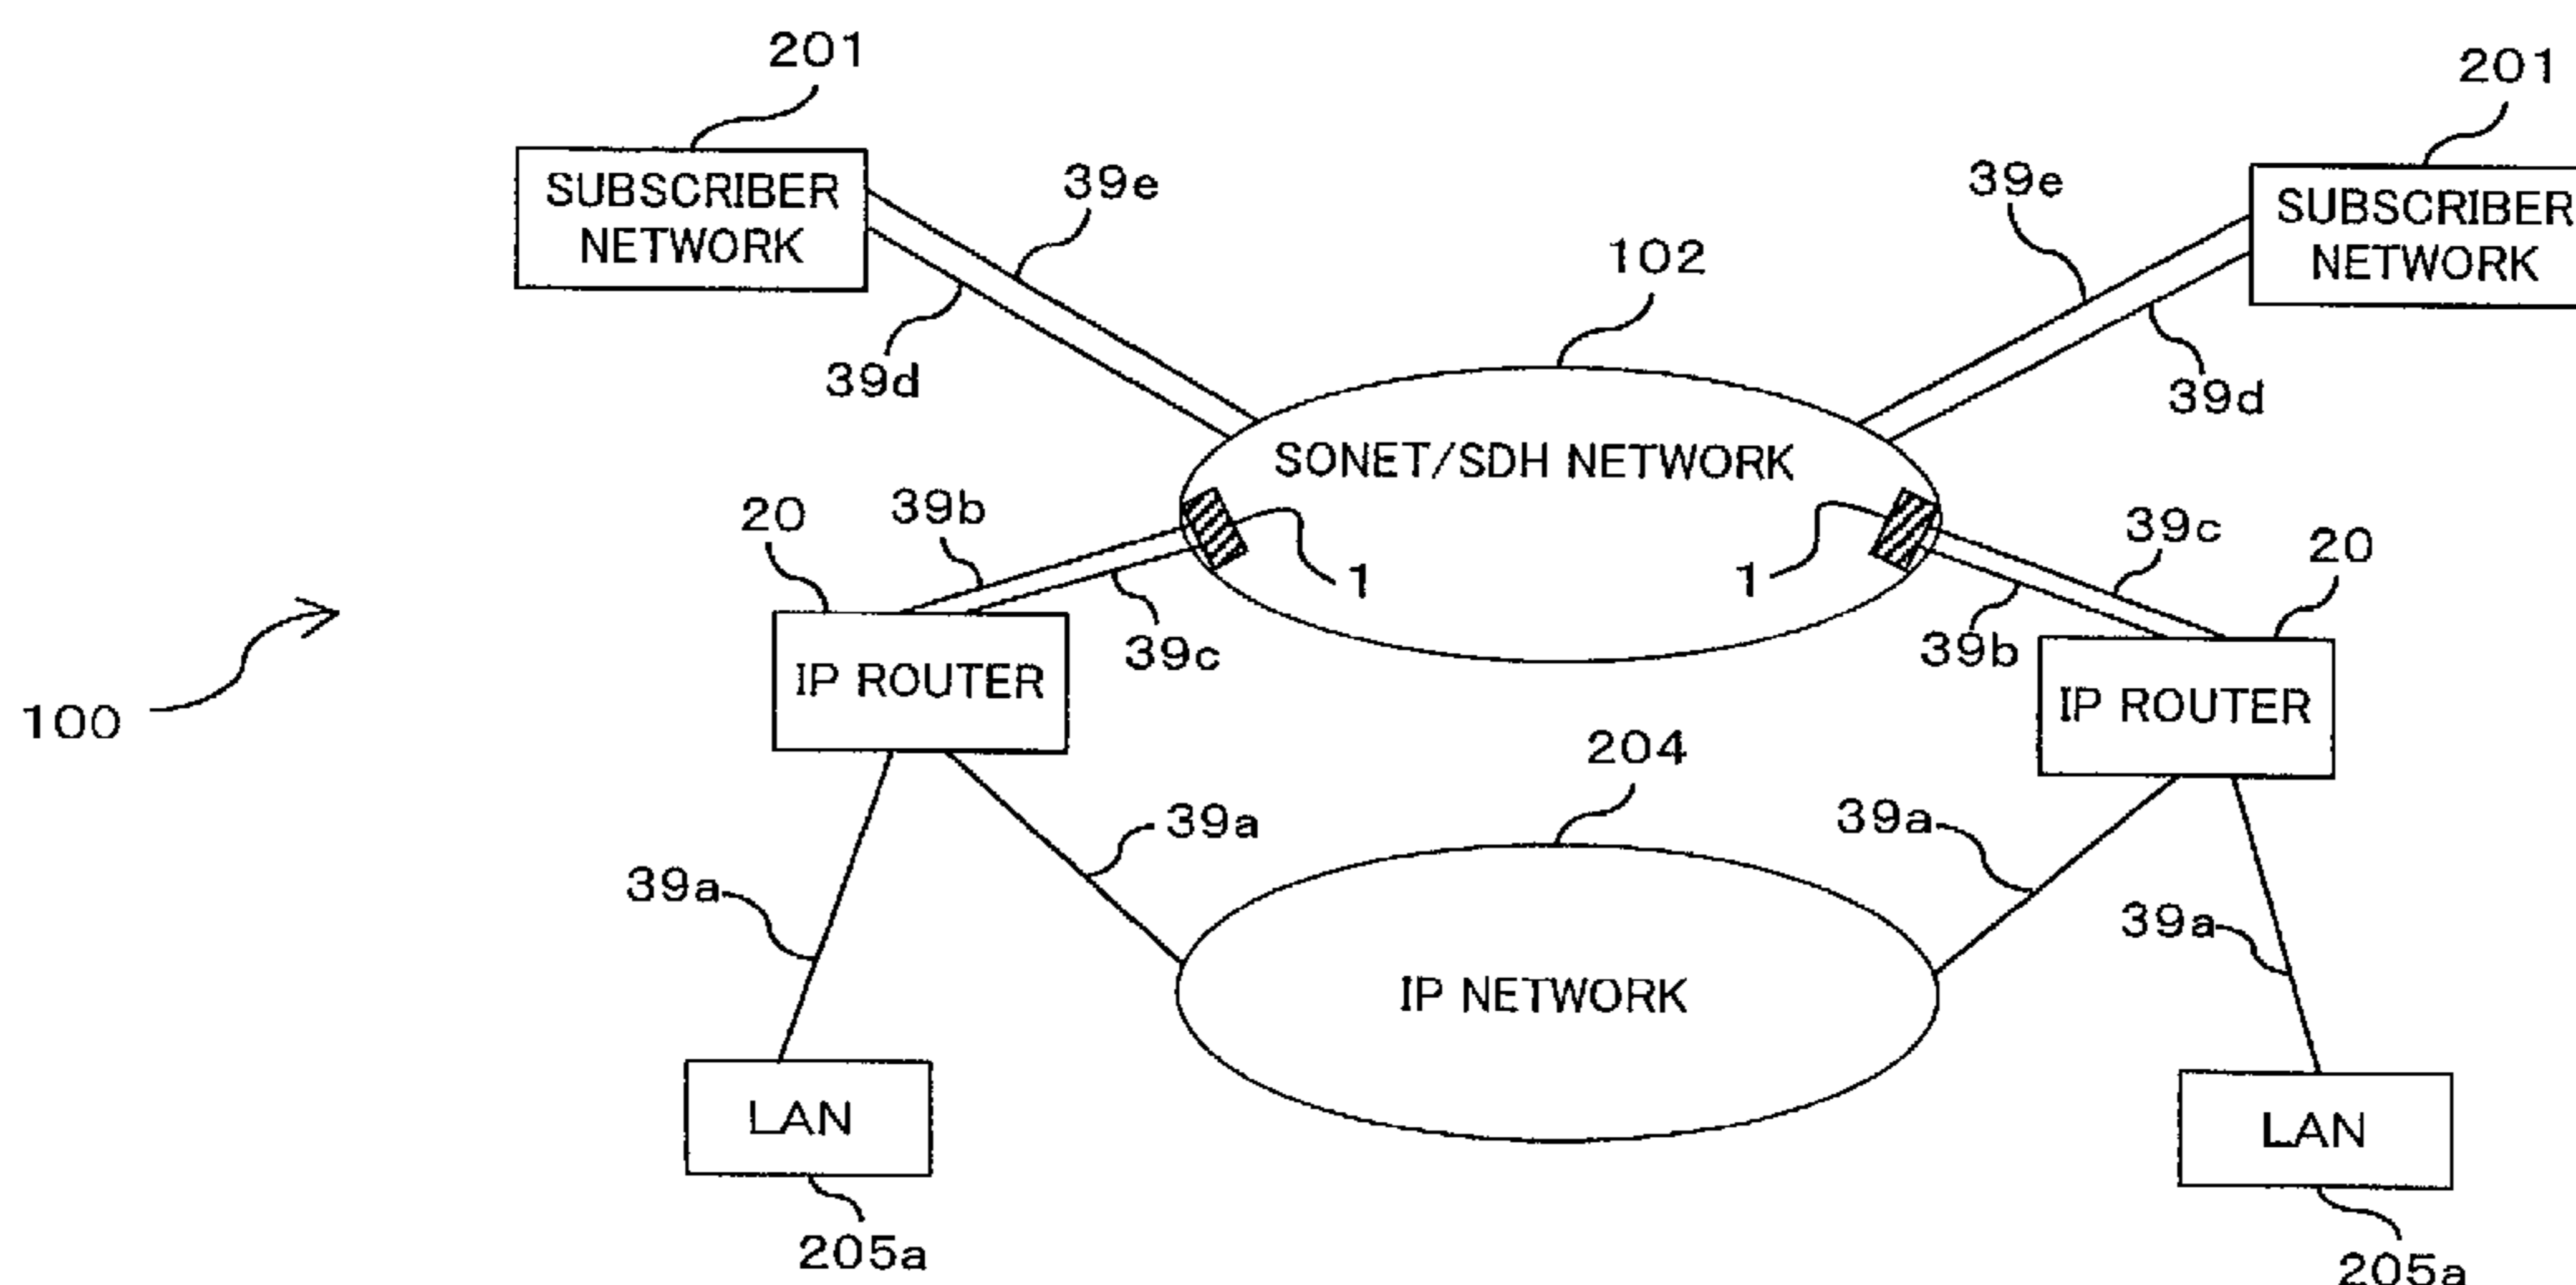 201
201
SUBSCRIBER
NETWORK
39e
39e
SUBSCRIBER
NETWORK
102
39d
39d
SONET/SDH NETWORK
20
39b
39c
20
1
1
39c
39b
IP ROUTER
IP ROUTER
100
204
39a
39a
39a
39a
IP NETWORK
LAN
LAN
205a
205a